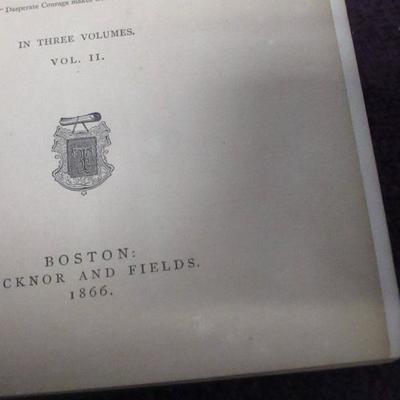 " Desperate Courage makes
IN THREE VOLUMES.
VOL. II.
T
BOSTON:
CKNOR AND FIELDS.
1866.